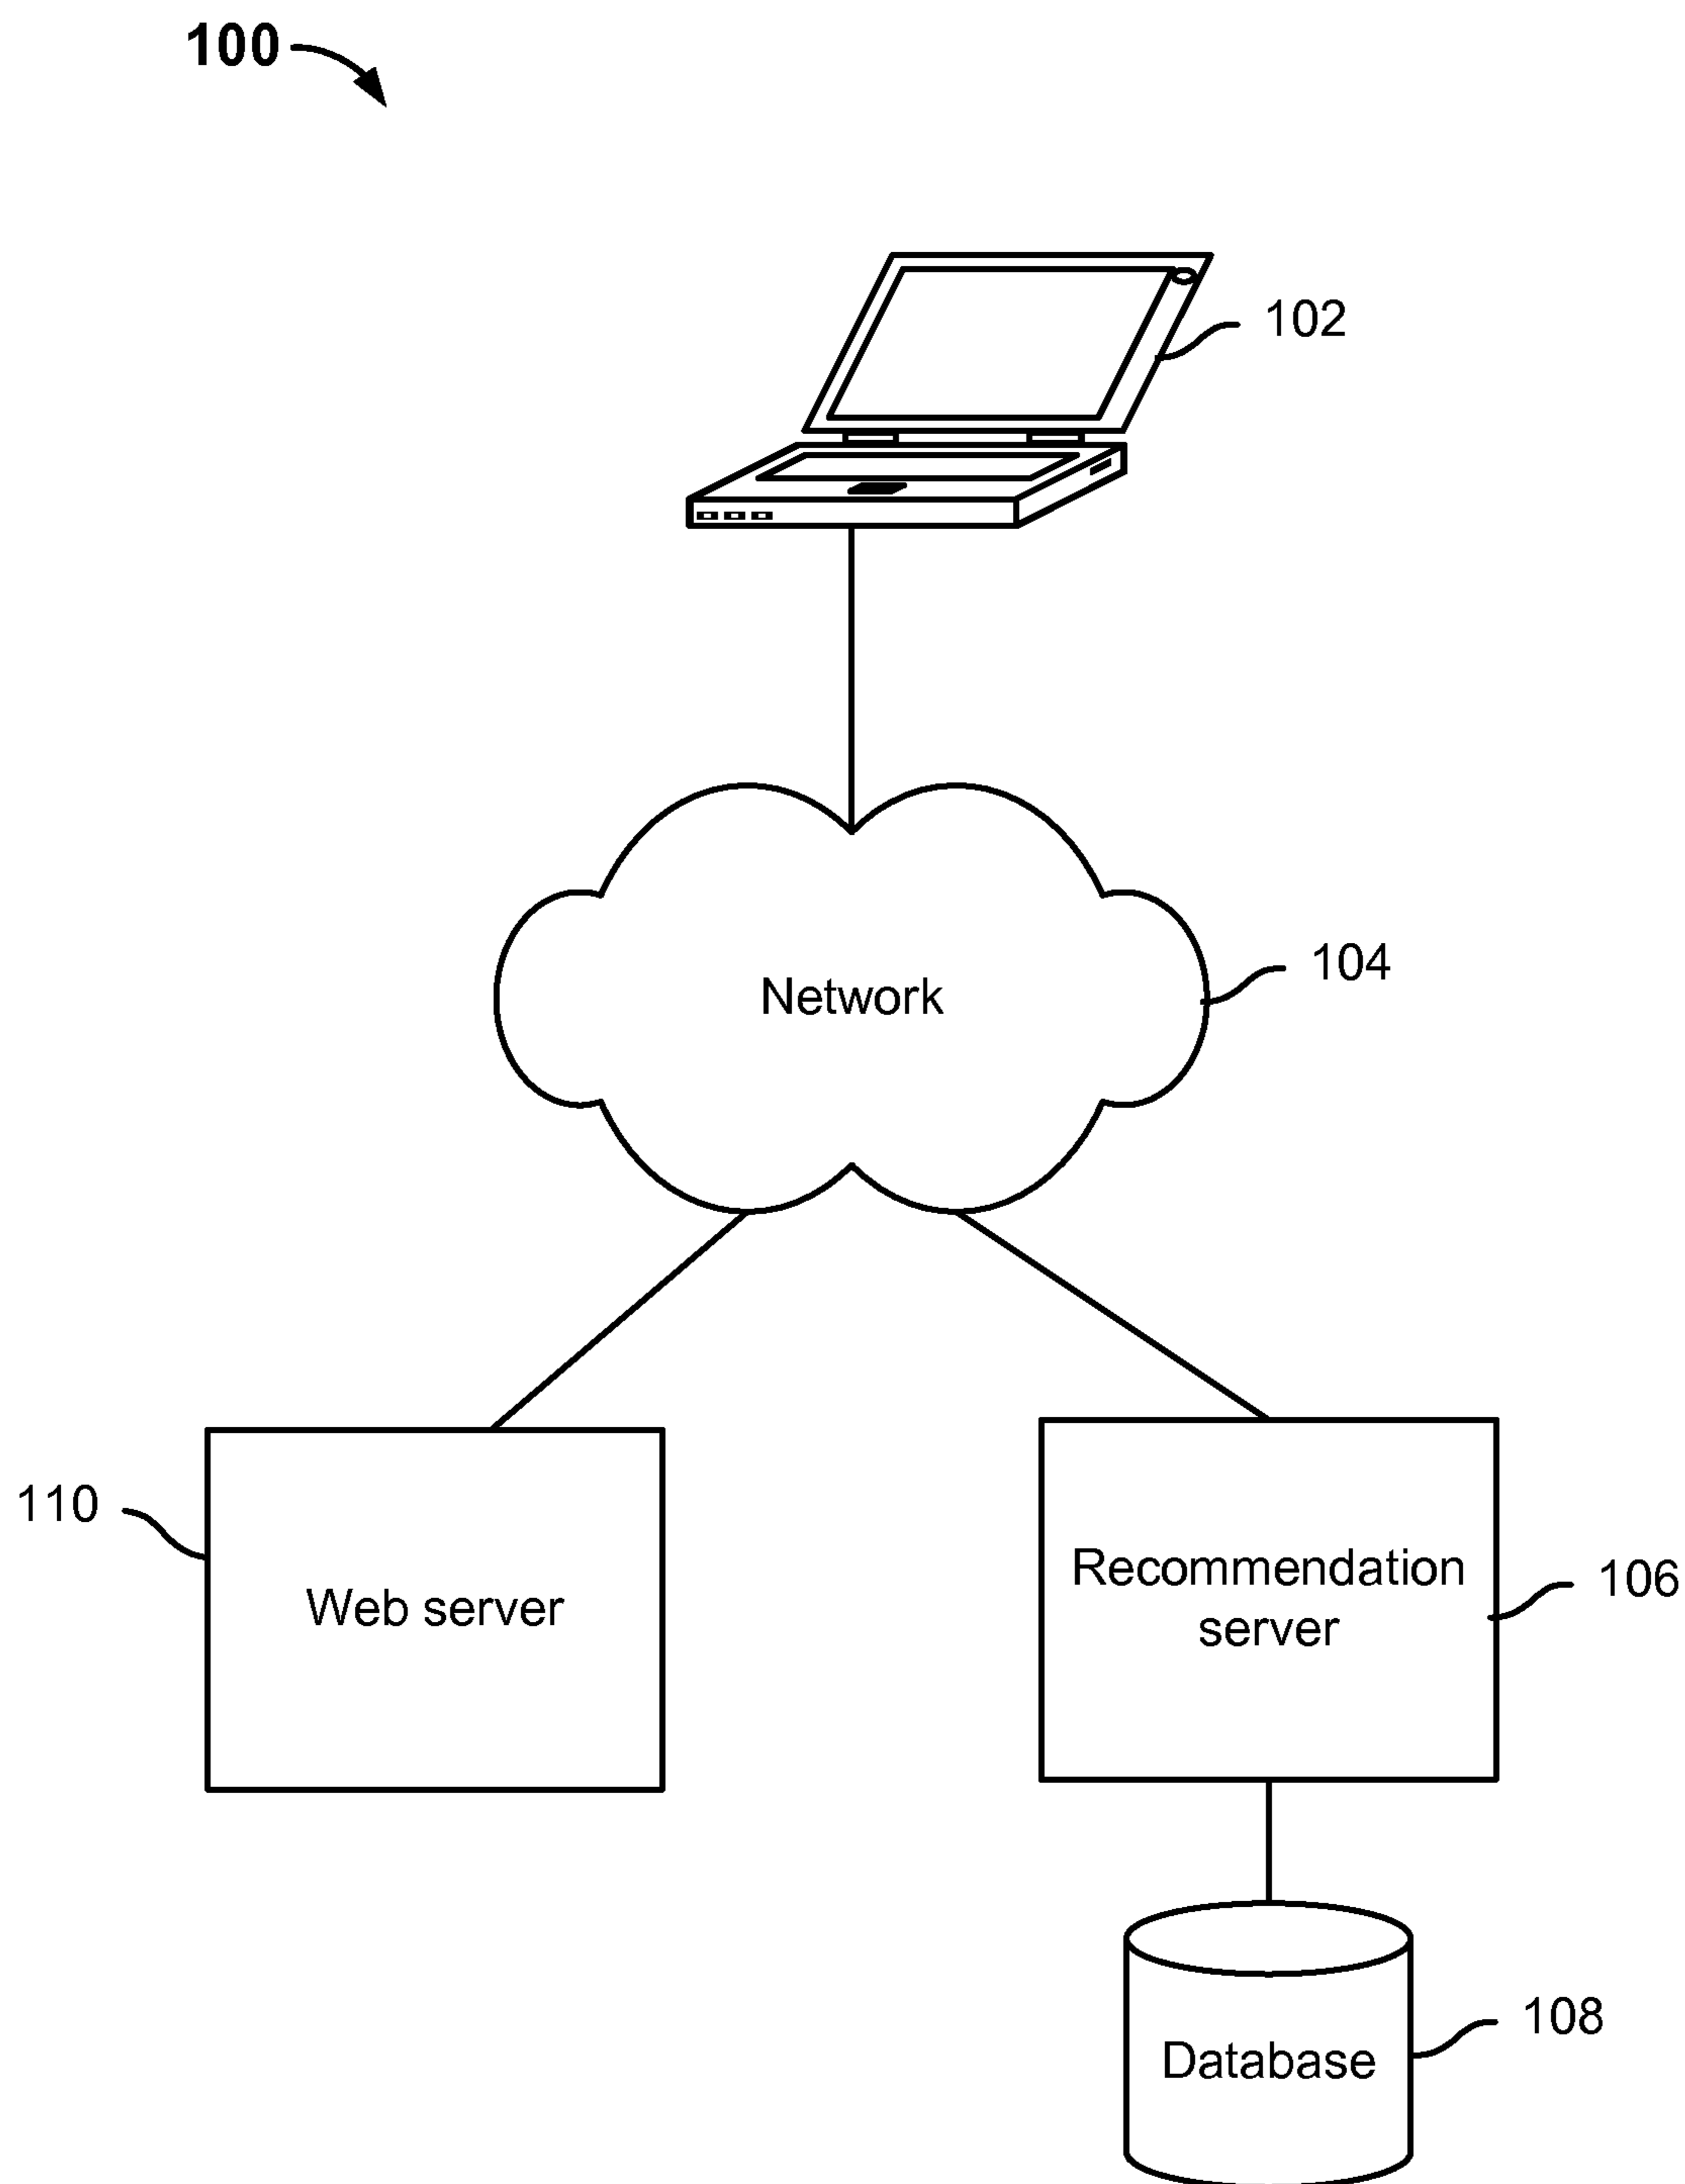 100
102
Network
104
110
Web server
Recommendation
server
106
Database
108